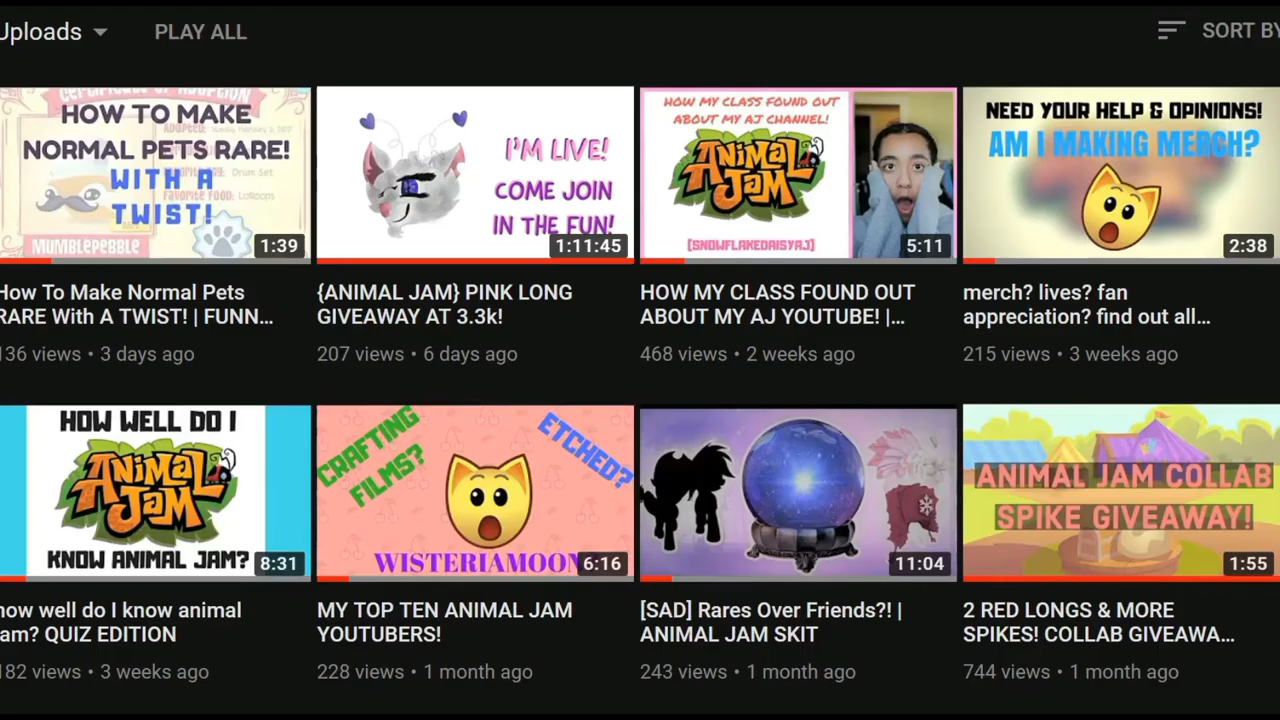 Uploads PLAY ALL SORT BY
CERTIFICATE OF ADOPTION
HOW TO MAKE
ADOPTED:
NORMAL PETS RARE!
WITH A
Drum Set
FAVORITE FOOD: Lollipops
TWIST!
MUMBLEPEBBLE
1:39
I'M LIVE!
COME JOIN
IN THE FUN!
1:11:45
HOW MY CLASS FOUND OUT
ABOUT MY AJ CHANNEL!
ANIMAL
JAM
[SNOWFLAKEDAISYAJ]
5:11
NEED YOUR HELP & OPINIONS!
AM I MAKING MERCH?
2:38
How To Make Normal Pets
RARE With A TWIST! | FUNN...
136 views • 3 days ago
{ANIMAL JAM} PINK LONG
GIVEAWAY AT 3.3k!
207 views • 6 days ago
HOW MY CLASS FOUND OUT
ABOUT MY AJ YOUTUBE! |...
468 views • 2 weeks ago
merch? lives? fan
appreciation? find out all...
215 views • 3 weeks ago
HOW WELL DO I
ANIMAL
JAM
KNOW ANIMAL JAM?
8:31
CRAFTING
FILMS?
ETCHED?
WISTERIAMOON
6:16
11:04
ANIMAL JAM COLLAB
SPIKE GIVEAWAY!
1:55
how well do I know animal
jam? QUIZ EDITION
182 views • 3 weeks ago
MY TOP TEN ANIMAL JAM
YOUTUBERS!
228 views • 1 month ago
[SAD] Rares Over Friends?! |
ANIMAL JAM SKIT
243 views • 1 month ago
2 RED LONGS & MORE
SPIKES! COLLAB GIVEAWA...
744 views • 1 month ago